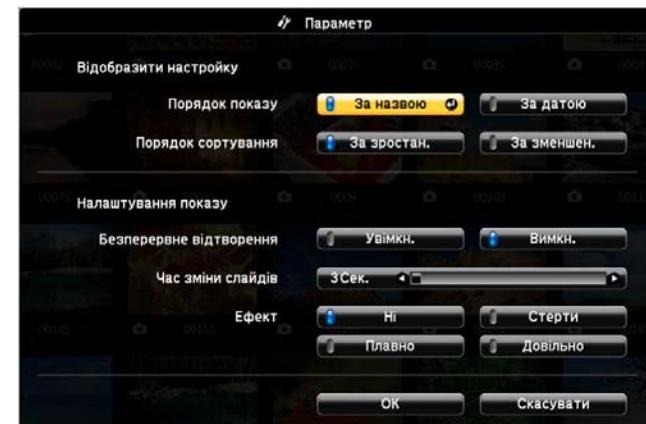 Параметр
Відобразити настройку
Порядок показу За назвою За датою
Порядок сортування За зростан. За зменшен.
Налаштування показу
Безперервне відтворення Увімкн. Вимкн.
Час зміни слайдів 3Сек.
Ефект Ні Стерти
Плавно Довільно
ОК Скасувати